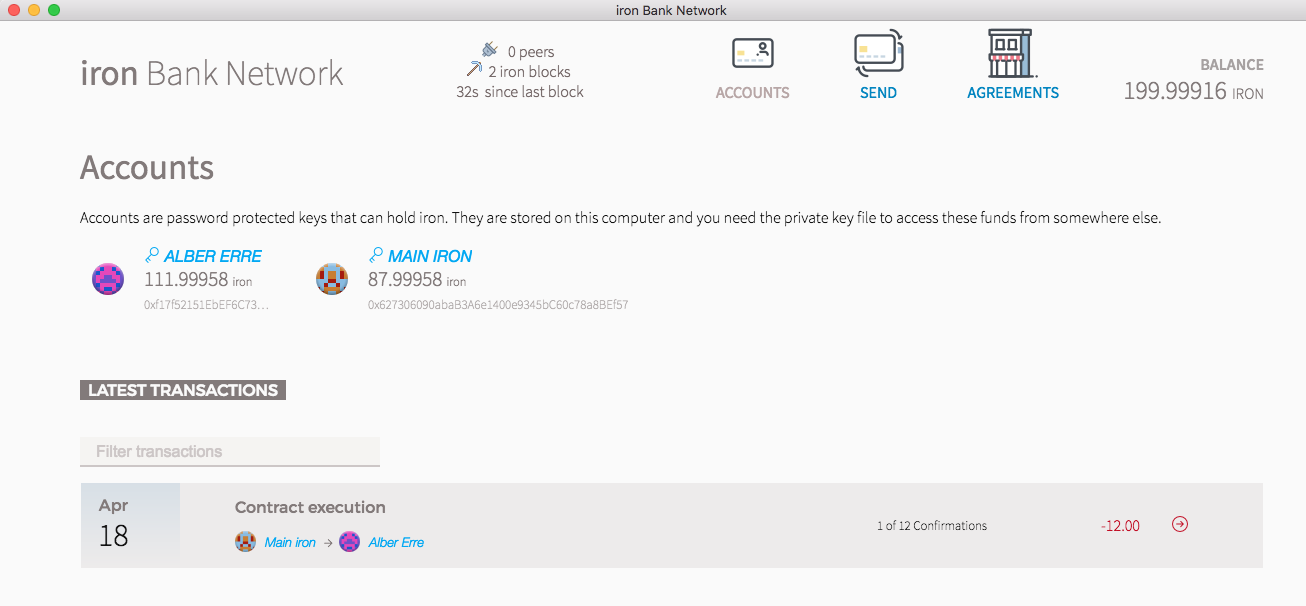 iron Bank Network
iron Bank Network
0 peers
2 iron blocks
32s since last block
ACCOUNTS
SEND
AGREEMENTS
BALANCE
199.99916 IRON
Accounts
Accounts are password protected keys that can hold iron. They are stored on this computer and you need the private key file to access these funds from somewhere else.
ALBER ERRE
111.99958 iron
0xf17f52151EbEF6C73...
MAIN IRON
87.99958 iron
0x627306090abaB3A6e1400e9345bC60c78a8BEf57
LATEST TRANSACTIONS
Filter transactions
Apr
18
Contract execution
Main iron → Alber Erre
1 of 12 Confirmations
-12.00